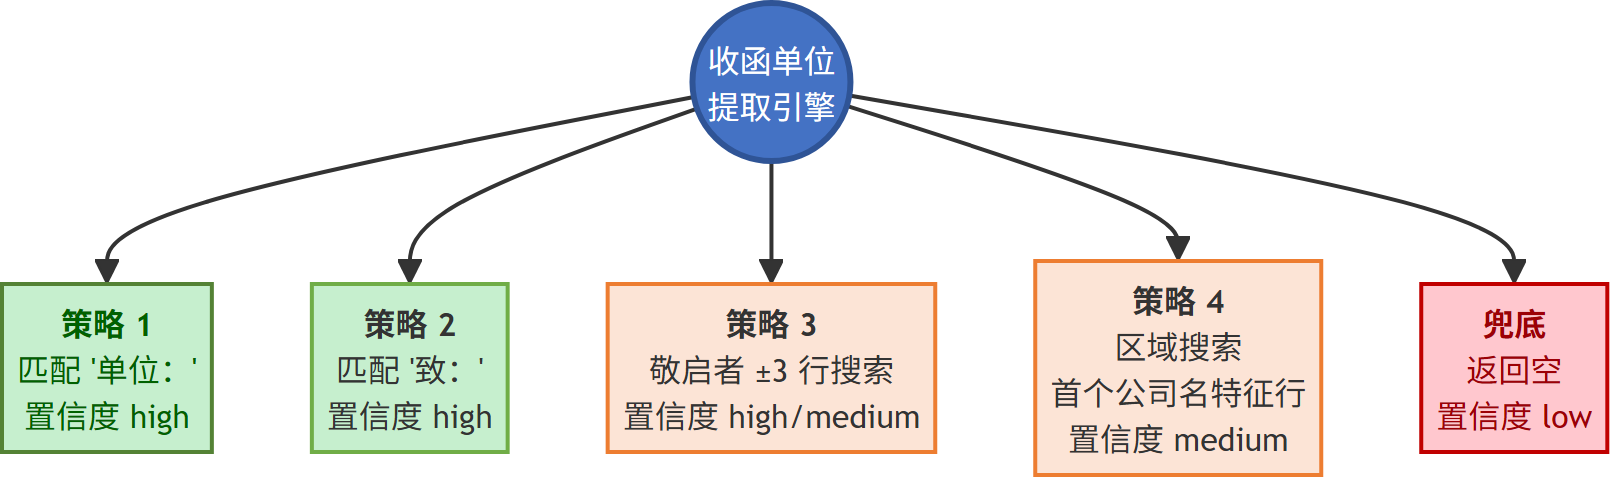 收函单位
提取引擎
策略 1
匹配 '单位：'
置信度 high
策略 2
匹配 '致：'
置信度 high
策略 3
敬启者 ±3 行搜索
置信度 high/medium
策略 4
区域搜索
首个公司名特征行
置信度 medium
兜底
返回空
置信度 low